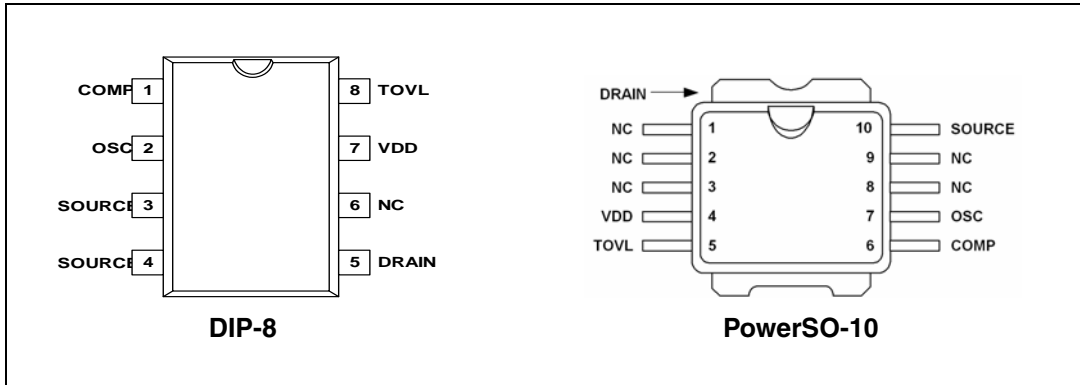 COMP 1 8 TOVL
OSC 2 7 VDD
SOURCE 3 6 NC
SOURCE 4 5 DRAIN
DIP-8
DRAIN
NC 1 10 SOURCE
NC 2 9 NC
NC 3 8 NC
VDD 4 7 OSC
TOVL 5 6 COMP
PowerSO-10